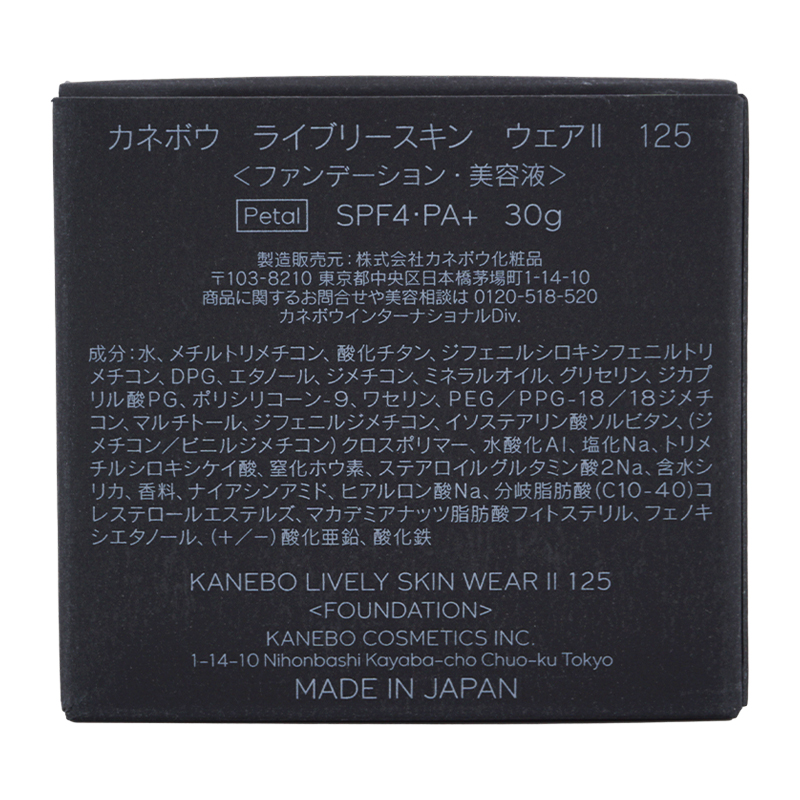 カネボウ ライブリースキン ウェアⅡ 125
＜ファンデーション・美容液＞
Petal SPF4・PA+ 30g
製造販売元：株式会社カネボウ化粧品
〒103-8210 東京都中央区日本橋茅場町1-14-10
商品に関するお問合せや美容相談は 0120-518-520
カネボウインターナショナルDiv.
成分：水、メチルトリメチコン、酸化チタン、ジフェニルシロキシフェニルトリ
メチコン、DPG、エタノール、ジメチコン、ミネラルオイル、グリセリン、ジカプ
リル酸PG、ポリシリコーン-9、ワセリン、PEG／PPG-18／18ジメチ
コン、マルチトール、ジフェニルジメチコン、イソステアリン酸ソルビタン、（ジ
メチコン／ビニルジメチコン）クロスポリマー、水酸化Al、塩化Na、トリメ
チルシロキシケイ酸、窒化ホウ素、ステアロイルグルタミン酸2Na、含水シ
リカ、香料、ナイアシンアミド、ヒアルロン酸Na、分岐脂肪酸（C10-40）コ
レステロールエステルズ、マカデミアナッツ脂肪酸フィトステリル、フェノキ
シエタノール、（＋／－）酸化亜鉛、酸化鉄
KANEBO LIVELY SKIN WEAR II 125
<FOUNDATION>
KANEBO COSMETICS INC.
1-14-10 Nihonbashi Kayaba-cho Chuo-ku Tokyo
MADE IN JAPAN